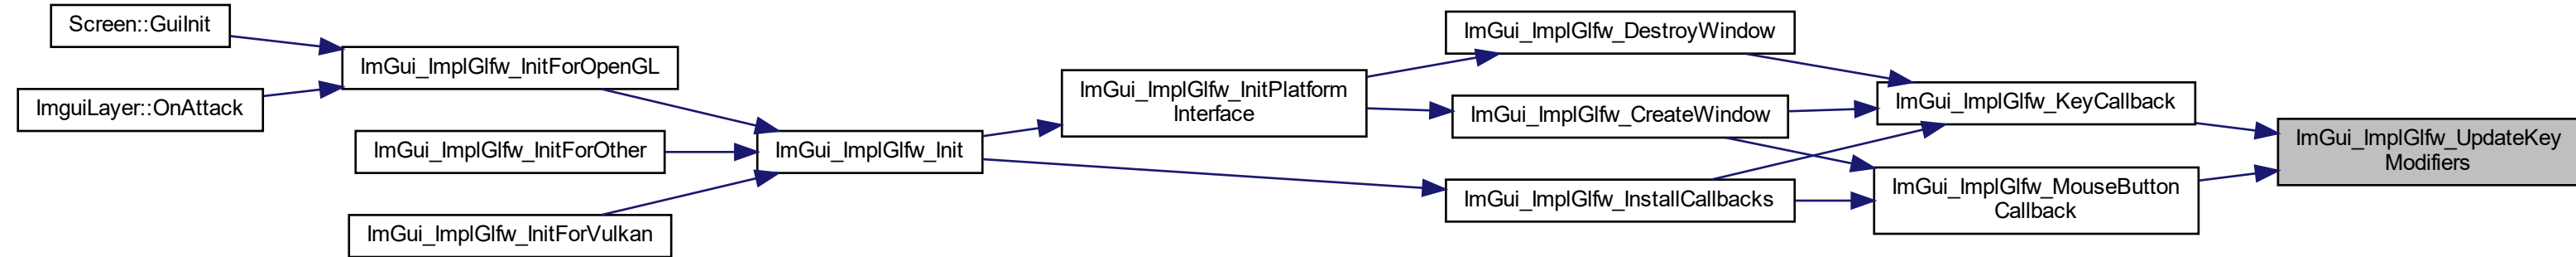 Screen::GuiInit
ImguiLayer::OnAttack
ImGui_ImplGlfw_InitForOpenGL
ImGui_ImplGlfw_InitForOther
ImGui_ImplGlfw_InitForVulkan
ImGui_ImplGlfw_Init
ImGui_ImplGlfw_InitPlatform
Interface
ImGui_ImplGlfw_DestroyWindow
ImGui_ImplGlfw_CreateWindow
ImGui_ImplGlfw_InstallCallbacks
ImGui_ImplGlfw_KeyCallback
ImGui_ImplGlfw_MouseButton
Callback
ImGui_ImplGlfw_UpdateKey
Modifiers